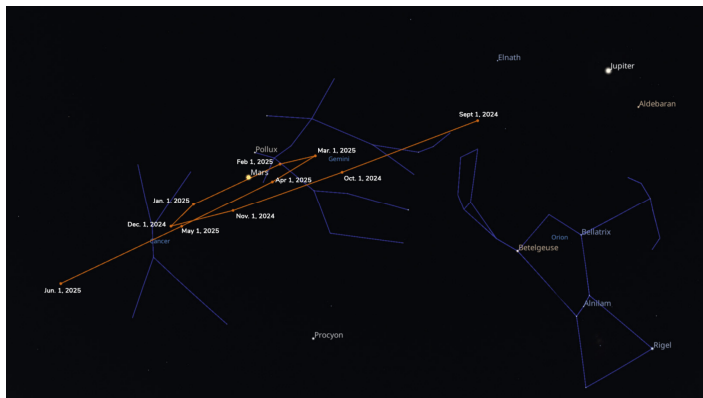 Elnath
Jupiter
Aldebaran
Sept 1, 2024
Pollux
Mar. 1, 2025
Feb 1, 2025
Gemini
Mars
Apr 1, 2025
Oct 1, 2024
Jan. 1, 2025
Nov. 1, 2024
Dec. 1, 2024
May 1, 2025
Cancer
Orion
Bellatrix
Betelgeuse
Jun. 1, 2025
Alnilam
Procyon
Rigel